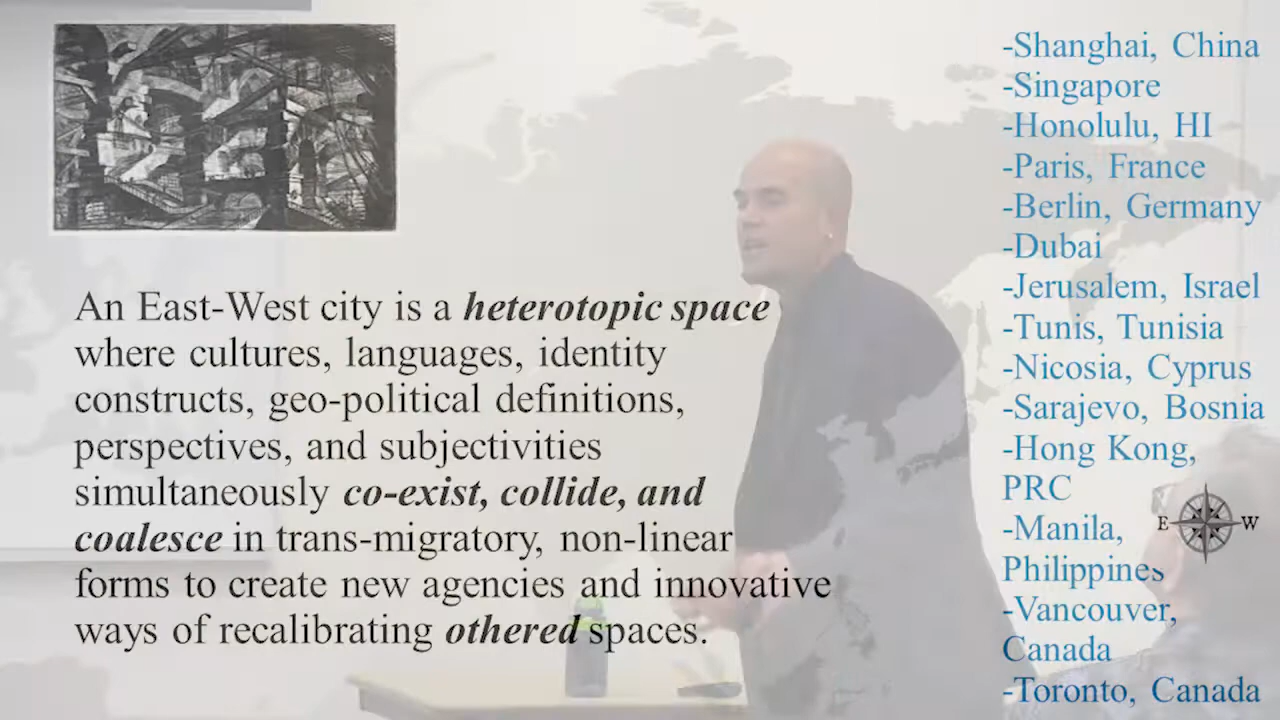 An East-West city is a heterotopic space
where cultures, languages, identity
constructs, geo-political definitions,
perspectives, and subjectivities
simultaneously co-exist, collide, and
coalesce in trans-migratory, non-linear
forms to create new agencies and innovative
ways of recalibrating othered spaces.
-Shanghai, China
-Singapore
-Honolulu, HI
-Paris, France
-Berlin, Germany
-Dubai
-Jerusalem, Israel
-Tunis, Tunisia
-Nicosia, Cyprus
-Sarajevo, Bosnia
-Hong Kong,
PRC
-Manila,
Philippines
-Vancouver,
Canada
-Toronto, Canada
E W